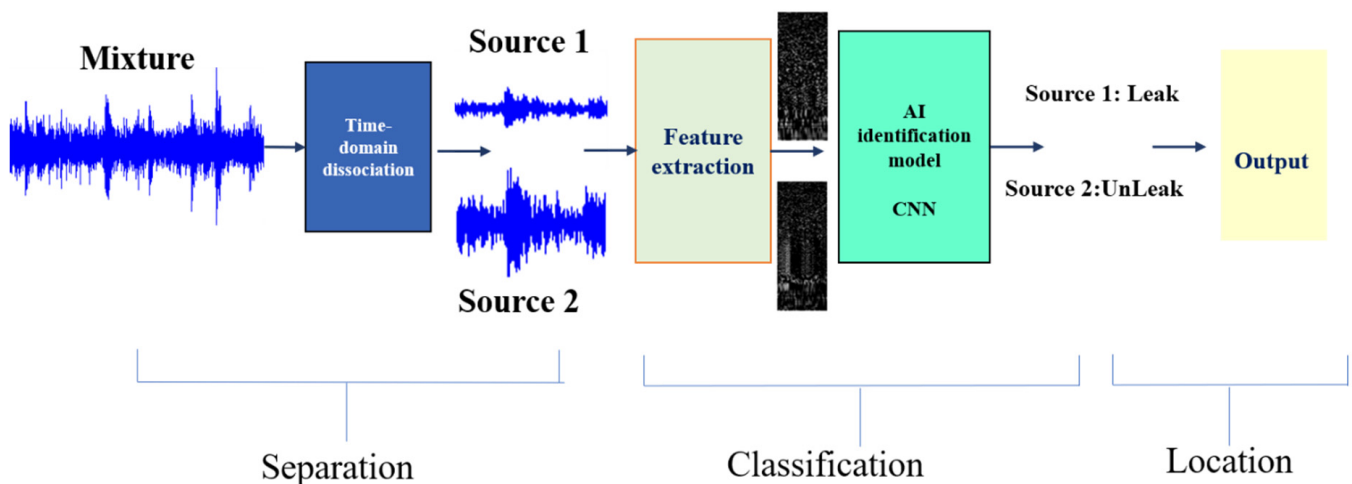 Mixture
Time-
domain
dissociation
Source 1
Source 2
Feature
extraction
AI
identification
model
CNN
Source 1: Leak
Source 2:UnLeak
Output
Separation
Classification
Location